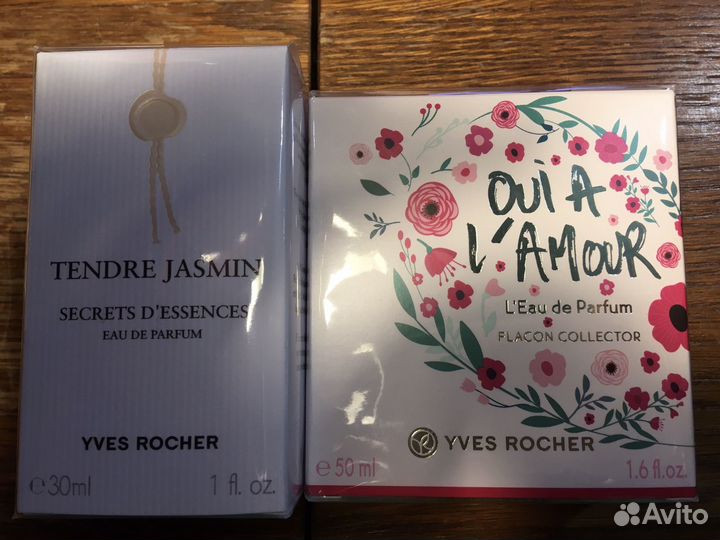 TENDRE JASMIN
SECRETS D'ESSENCES
EAU DE PARFUM
YVES ROCHER
℮30ml 1 fl. oz.
OUI A
L'AMOUR
L'Eau de Parfum
FLACON COLLECTOR
YVES ROCHER
℮50 ml 1.6 fl.oz.
Avito